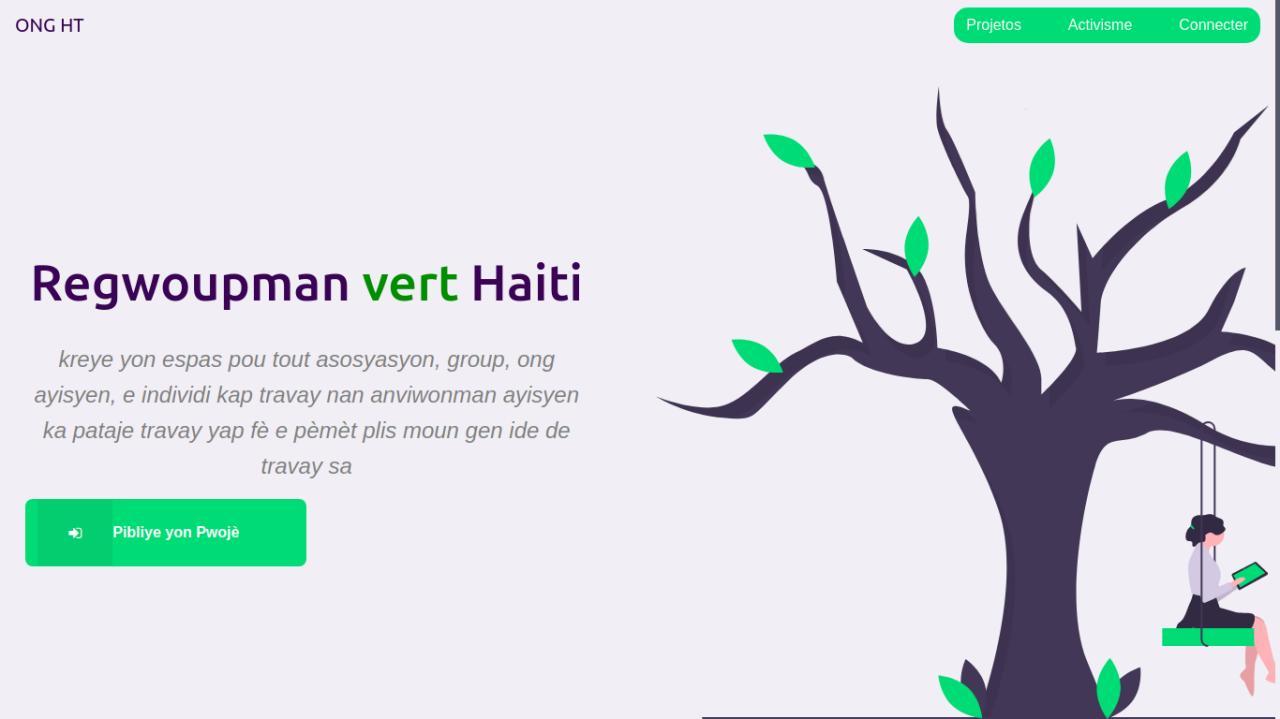 ONG HT
Projetos Activisme Connecter
Regwoupman vert Haiti
kreye yon espas pou tout asosyasyon, group, ong
ayisyen, e individi kap travay nan anviwonman ayisyen
ka pataje travay yap fè e pèmèt plis moun gen ide de
travay sa
Pibliye yon Pwojè